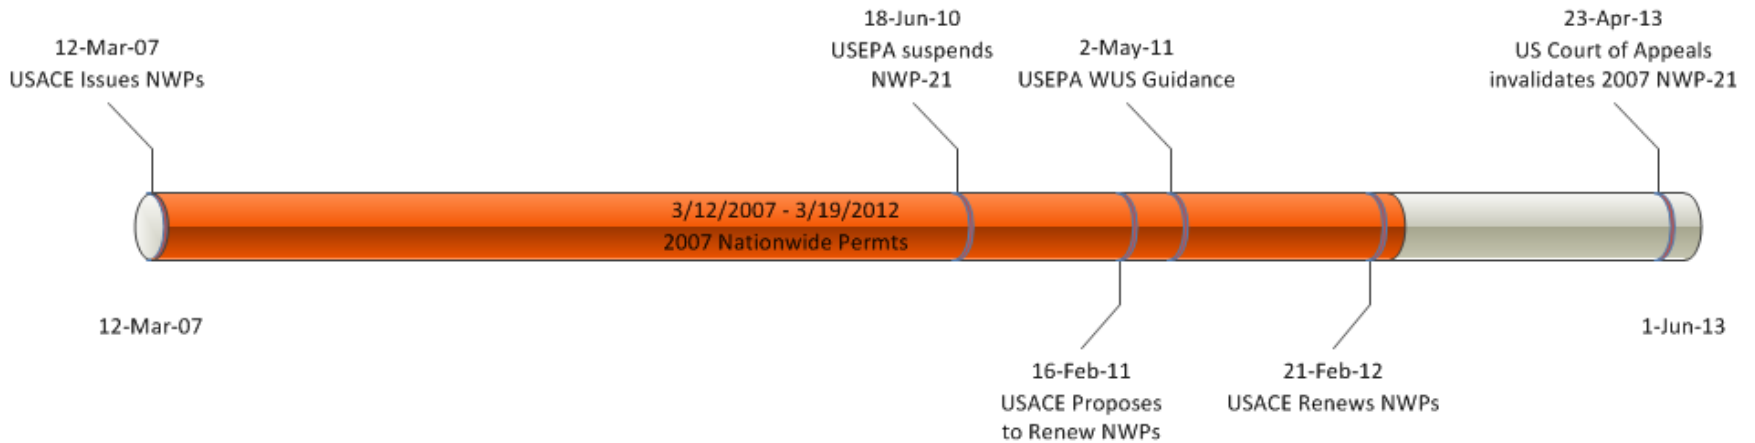 12-Mar-07
USACE Issues NWPs
18-Jun-10
USEPA suspends
NWP-21
2-May-11
USEPA WUS Guidance
23-Apr-13
US Court of Appeals
invalidates 2007 NWP-21
3/12/2007 - 3/19/2012
2007 Nationwide Permts
12-Mar-07
1-Jun-13
16-Feb-11
USACE Proposes
to Renew NWPs
21-Feb-12
USACE Renews NWPs